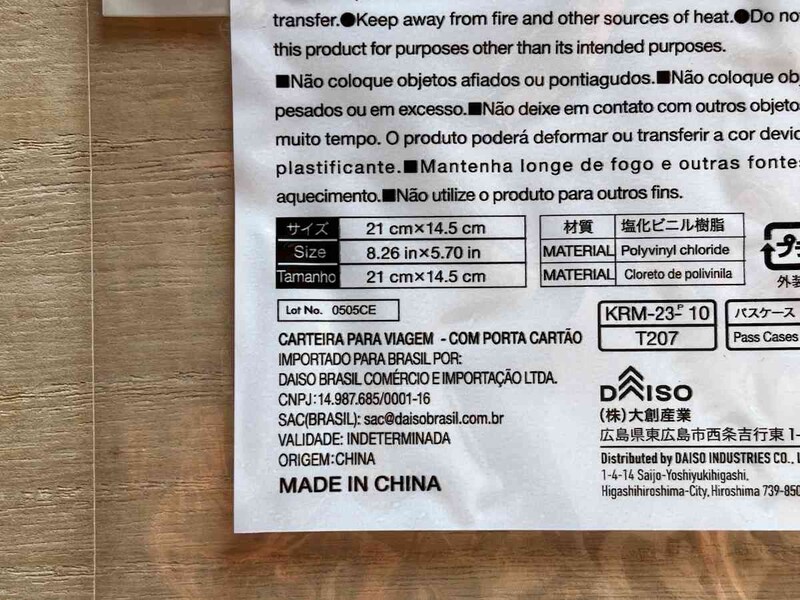 transfer.●Keep away from fire and other sources of heat.●Do no
this product for purposes other than its intended purposes.
■Não coloque objetos afiados ou pontiagudos.■Não coloque obj
pesados ou em excesso.■Não deixe em contato com outros objeto
muito tempo. O produto poderá deformar ou transferir a cor devid
plastificante.■Mantenha longe de fogo e outras fontes
aquecimento.■Não utilize o produto para outros fins.
サイズ 21 cm×14.5 cm
Size 8.26 in×5.70 in
Tamanho 21 cm×14.5 cm
材質 塩化ビニル樹脂
MATERIAL Polyvinyl chloride
MATERIAL Cloreto de polivinila
プラ
外装
Lot No. 0505CE
KRM-23-P 10
T207
パスケース
Pass Cases
CARTEIRA PARA VIAGEM - COM PORTA CARTÃO
IMPORTADO PARA BRASIL POR:
DAISO BRASIL COMÉRCIO E IMPORTAÇÃO LTDA.
CNPJ:14.987.685/0001-16
SAC(BRASIL): sac@daisobrasil.com.br
VALIDADE: INDETERMINADA
ORIGEM:CHINA
MADE IN CHINA
DAISO
(株)大創産業
広島県東広島市西条吉行東 1-
Distributed by DAISO INDUSTRIES CO., L
1-4-14 Saijo-Yoshiyukihigashi,
Higashihiroshima-City, Hiroshima 739-850